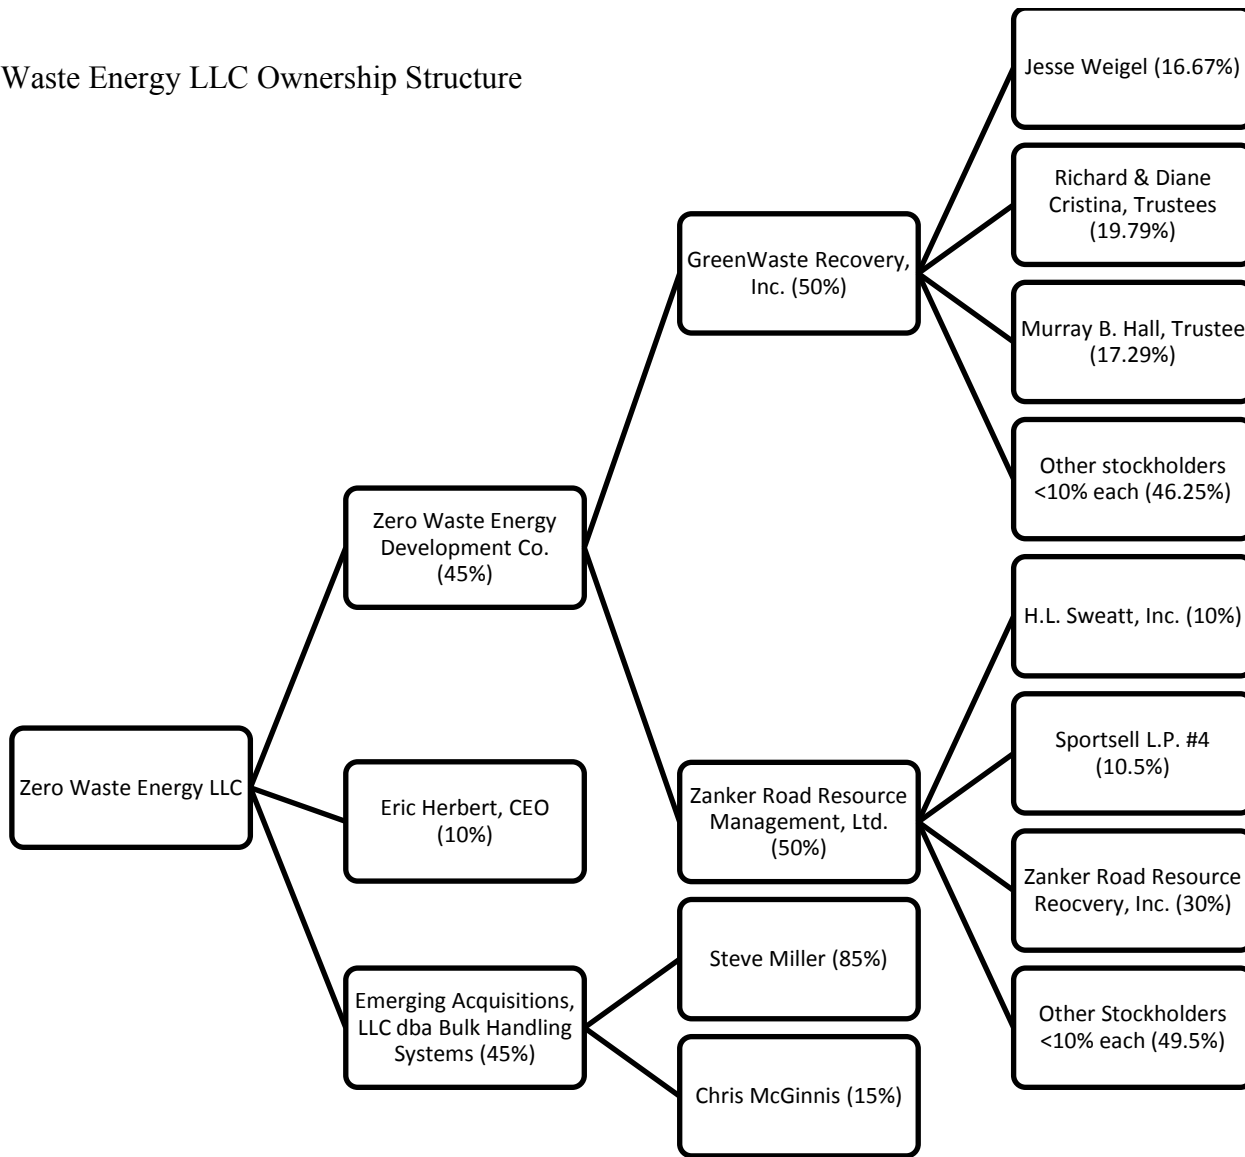 Waste Energy LLC Ownership Structure
Zero Waste Energy LLC
Zero Waste Energy
Development Co.
(45%)
Eric Herbert, CEO
(10%)
Emerging Acquisitions,
LLC dba Bulk Handling
Systems (45%)
GreenWaste Recovery,
Inc. (50%)
Zanker Road Resource
Management, Ltd.
(50%)
Steve Miller (85%)
Chris McGinnis (15%)
Jesse Weigel (16.67%)
Richard & Diane
Cristina, Trustees
(19.79%)
Murray B. Hall, Trustee
(17.29%)
Other stockholders
<10% each (46.25%)
H.L. Sweatt, Inc. (10%)
Sportsell L.P. #4
(10.5%)
Zanker Road Resource
Reocvery, Inc. (30%)
Other Stockholders
<10% each (49.5%)